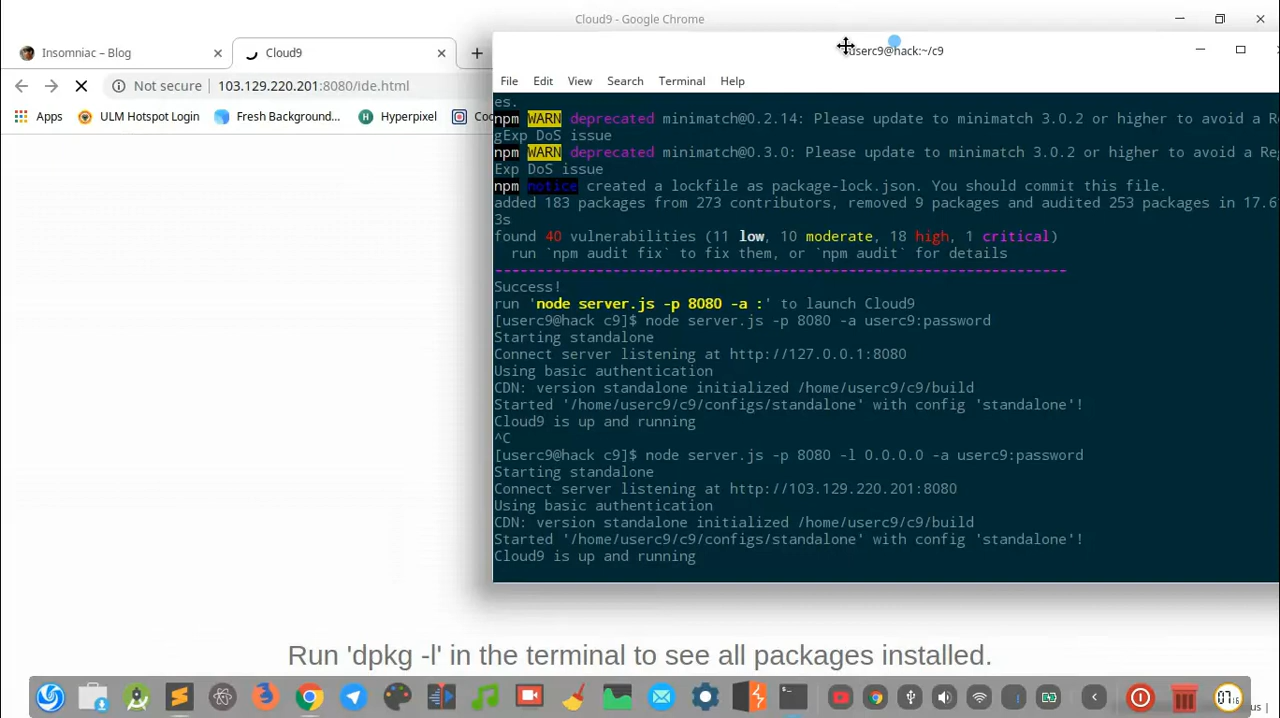 Cloud9 - Google Chrome
Insomniac – Blog
Cloud9
userc9@hack:~/c9
Not secure
103.129.220.201:8080/ide.html
File Edit View Search Terminal Help
Apps
ULM Hotspot Login
Fresh Background...
Hyperpixel
es.
npm WARN deprecated minimatch@0.2.14: Please update to minimatch 3.0.2 or higher to avoid a Re
gExp DoS issue
npm WARN deprecated minimatch@0.3.0: Please update to minimatch 3.0.2 or higher to avoid a Reg
Exp DoS issue
npm notice created a lockfile as package-lock.json. You should commit this file.
added 183 packages from 273 contributors, removed 9 packages and audited 253 packages in 17.6
3s
found 40 vulnerabilities (11 low, 10 moderate, 18 high, 1 critical)
run `npm audit fix` to fix them, or `npm audit` for details
--------------------------------------------------------------------
Success!
run 'node server.js -p 8080 -a :' to launch Cloud9
[userc9@hack c9]$ node server.js -p 8080 -a userc9:password
Starting standalone
Connect server listening at http://127.0.0.1:8080
Using basic authentication
CDN: version standalone initialized /home/userc9/c9/build
Started '/home/userc9/c9/configs/standalone' with config 'standalone'!
Cloud9 is up and running
^C
[userc9@hack c9]$ node server.js -p 8080 -l 0.0.0.0 -a userc9:password
Starting standalone
Connect server listening at http://103.129.220.201:8080
Using basic authentication
CDN: version standalone initialized /home/userc9/c9/build
Started '/home/userc9/c9/configs/standalone' with config 'standalone'!
Cloud9 is up and running
Run 'dpkg -l' in the terminal to see all packages installed.